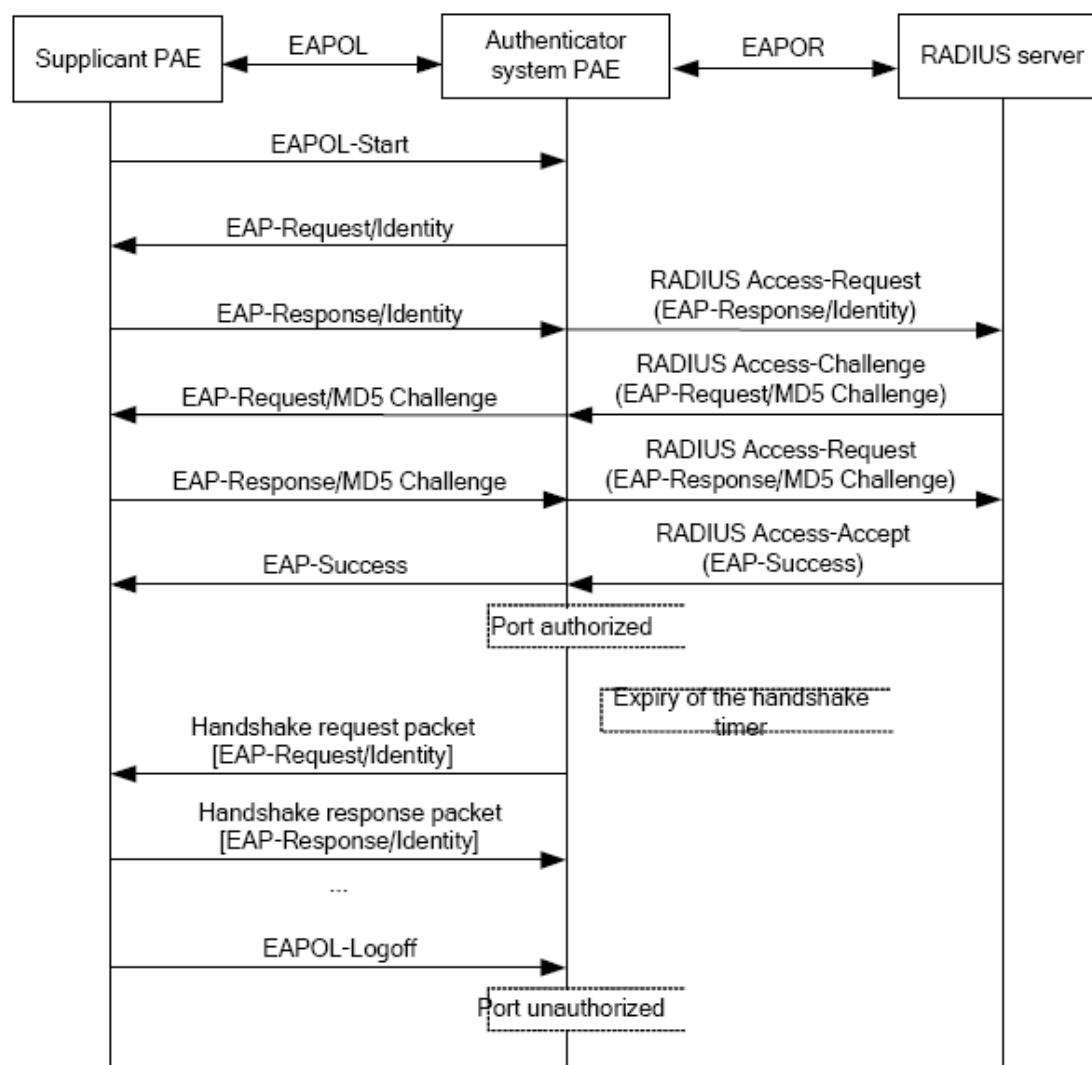 Supplicant PAE
EAPOL
Authenticator
system PAE
EAPOR
RADIUS server
EAPOL-Start
EAP-Request/Identity
RADIUS Access-Request
(EAP-Response/Identity)
EAP-Response/Identity
RADIUS Access-Challenge
(EAP-Request/MD5 Challenge)
EAP-Request/MD5 Challenge
RADIUS Access-Request
(EAP-Response/MD5 Challenge)
EAP-Response/MD5 Challenge
RADIUS Access-Accept
(EAP-Success)
EAP-Success
Port authorized
Expiry of the handshake
timer
Handshake request packet
[EAP-Request/Identity]
Handshake response packet
[EAP-Response/Identity]
...
EAPOL-Logoff
Port unauthorized